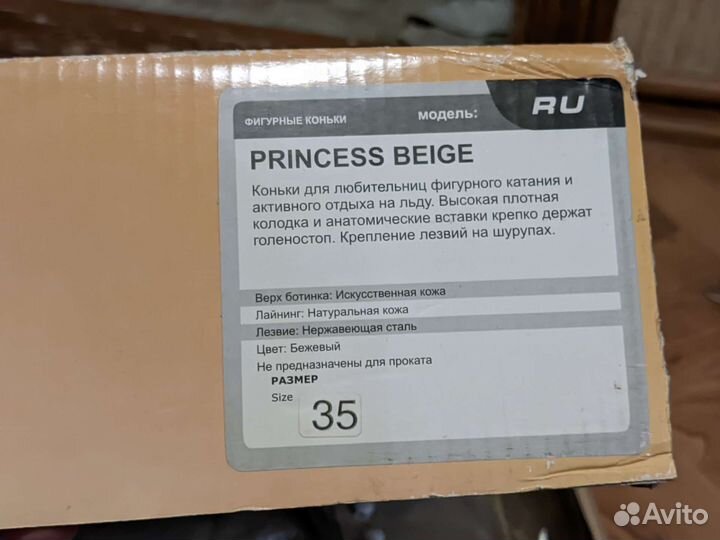 ФИГУРНЫЕ КОНЬКИ модель: RU
PRINCESS BEIGE
Коньки для любительниц фигурного катания и
активного отдыха на льду. Высокая плотная
колодка и анатомические вставки крепко держат
голеностоп. Крепление лезвий на шурупах.
Верх ботинка: Искусственная кожа
Лайнинг: Натуральная кожа
Лезвие: Нержавеющая сталь
Цвет: Бежевый
Не предназначены для проката
РАЗМЕР
Size 35
Avito